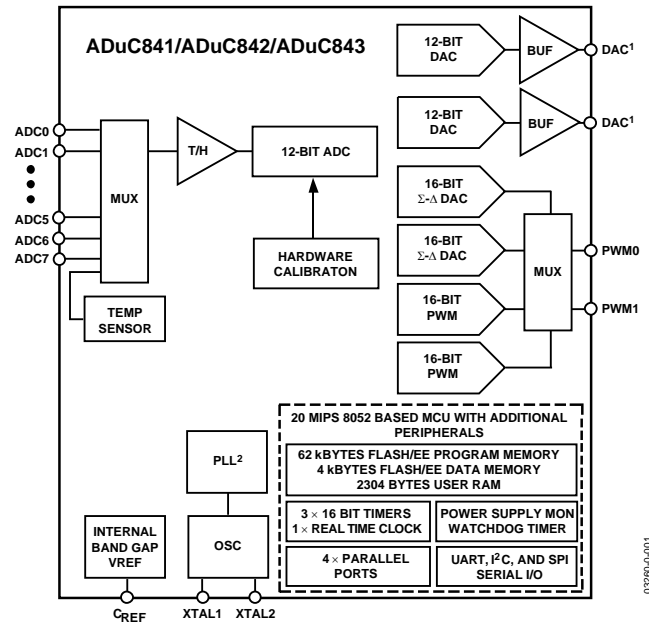 ADuC841/ADuC842/ADuC843
ADC0
ADC1
ADC5
ADC6
ADC7
MUX
T/H
12-BIT ADC
HARDWARE
CALIBRATON
TEMP
SENSOR
12-BIT
DAC
BUF
DAC¹
12-BIT
DAC
BUF
DAC¹
16-BIT
Σ-Δ DAC
16-BIT
Σ-Δ DAC
16-BIT
PWM
16-BIT
PWM
MUX
PWM0
PWM1
20 MIPS 8052 BASED MCU WITH ADDITIONAL
PERIPHERALS
62 kBYTES FLASH/EE PROGRAM MEMORY
4 kBYTES FLASH/EE DATA MEMORY
2304 BYTES USER RAM
3 × 16 BIT TIMERS
1 × REAL TIME CLOCK
POWER SUPPLY MON
WATCHDOG TIMER
4 × PARALLEL
PORTS
UART, I²C, AND SPI
SERIAL I/O
PLL²
OSC
INTERNAL
BAND GAP
VREF
CREF
XTAL1
XTAL2
03260-0-001